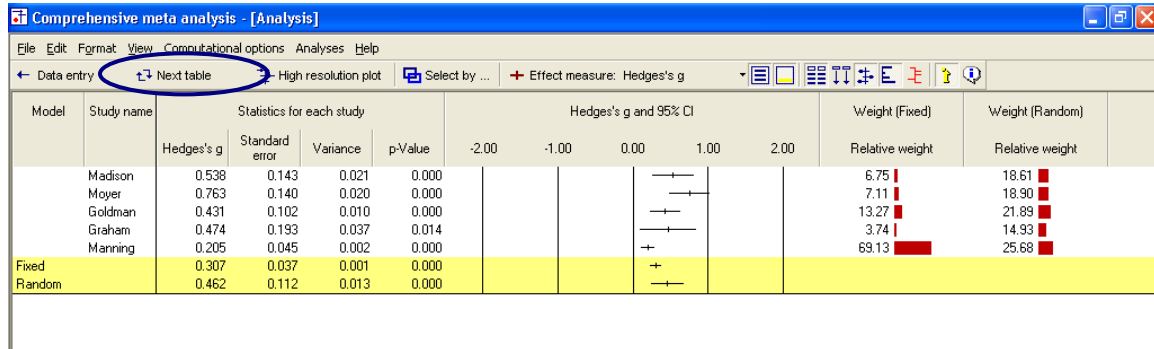 Comprehensive meta analysis - [Analysis]
File Edit Format View Computational options Analyses Help
Data entry Next table High resolution plot Select by ... Effect measure: Hedges's g
Model Study name Statistics for each study Hedges's g and 95% CI Weight (Fixed) Weight (Random)
Hedges's g Standard error Variance p-Value -2.00 -1.00 0.00 1.00 2.00 Relative weight Relative weight
Madison 0.538 0.143 0.021 0.000 6.75 18.61
Moyer 0.763 0.140 0.020 0.000 7.11 18.90
Goldman 0.431 0.102 0.010 0.000 13.27 21.89
Graham 0.474 0.193 0.037 0.014 3.74 14.93
Manning 0.205 0.045 0.002 0.000 69.13 25.68
Fixed 0.307 0.037 0.001 0.000
Random 0.462 0.112 0.013 0.000